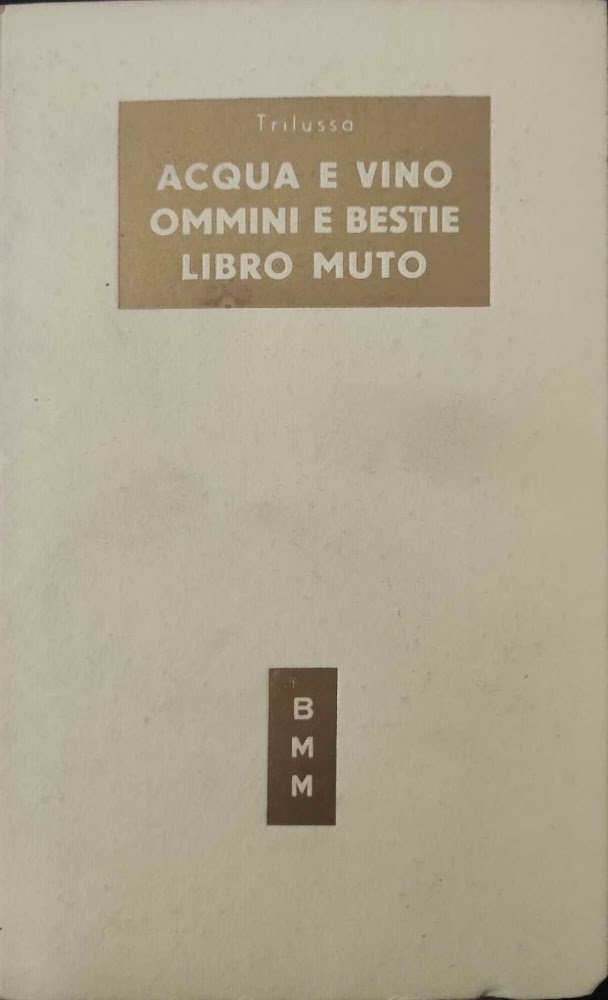 Trilussa
ACQUA E VINO
OMMINI E BESTIE
LIBRO MUTO
B
M
M